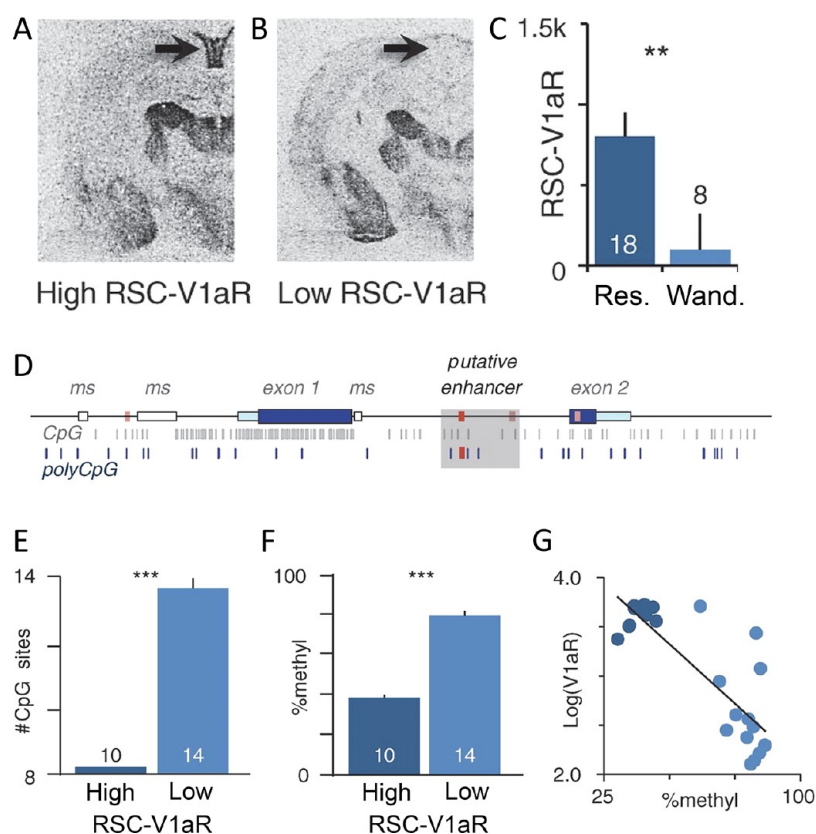 A
B
C
High RSC-V1aR
Low RSC-V1aR
1.5k
**
RSC-V1aR
8
18
0
Res.
Wand.
D
ms
ms
exon 1
ms
putative
enhancer
exon 2
CpG
polyCpG
E
14
***
#CpG sites
10
14
8
High
Low
RSC-V1aR
F
100
***
%methyl
10
14
0
High
Low
RSC-V1aR
G
4.0
Log(V1aR)
2.0
25
%methyl
100